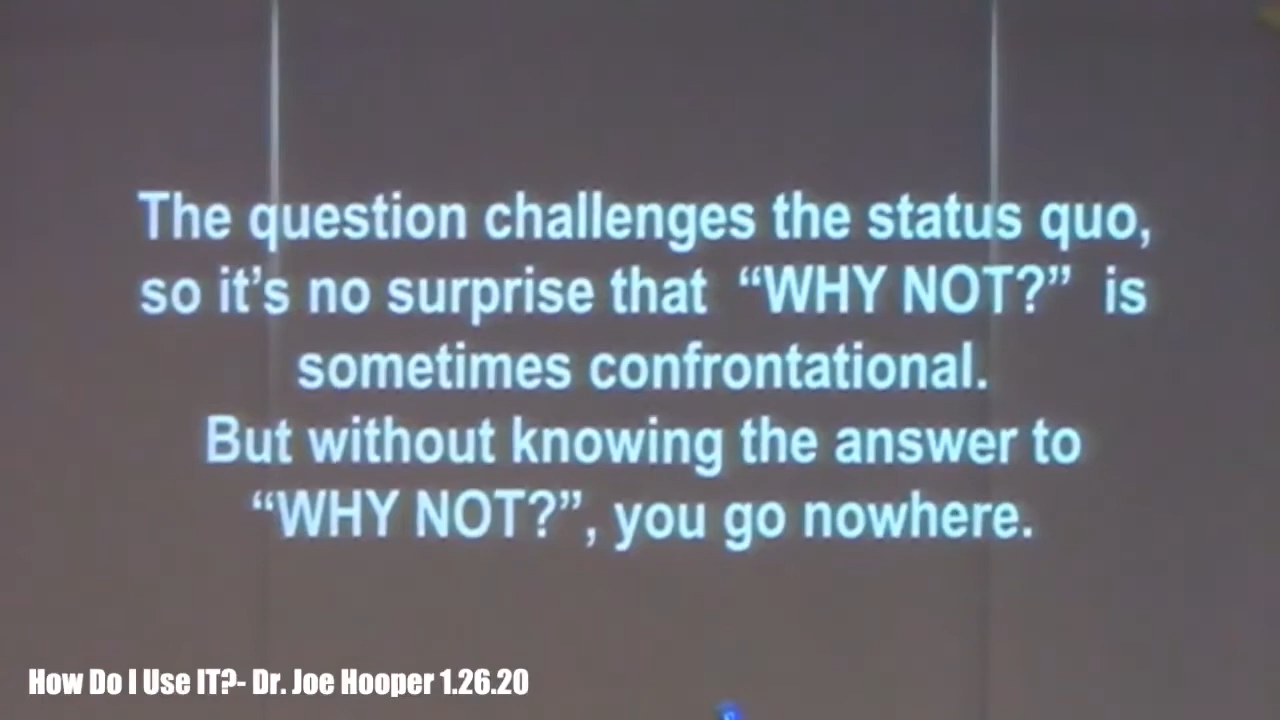 The question challenges the status quo,
so it’s no surprise that “WHY NOT?” is
sometimes confrontational.
But without knowing the answer to
“WHY NOT?”, you go nowhere.
How Do I Use IT?- Dr. Joe Hooper 1.26.20